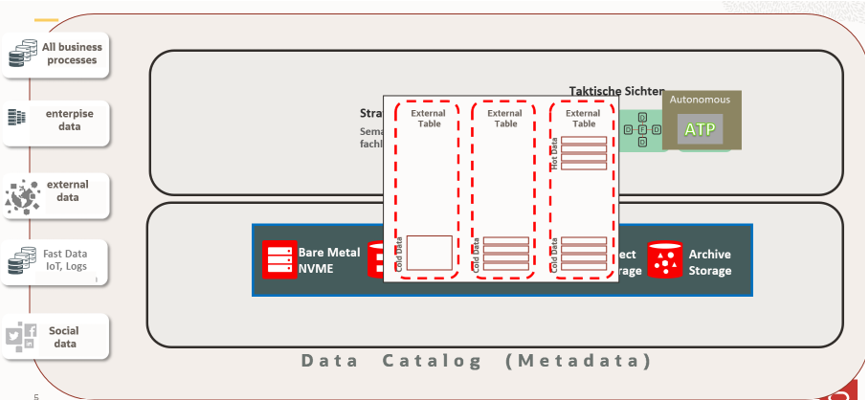 All business
processes
enterpise
data
external
data
Fast Data
IoT, Logs
Social
data
Taktische Sichten
Autonomous
ATP
Stra
Sema
fachl
External
Table
Cold Data
External
Table
Cold Data
External
Table
Hot Data
Cold Data
Bare Metal
NVME
ect
rage
Archive
Storage
Data Catalog (Metadata)
5